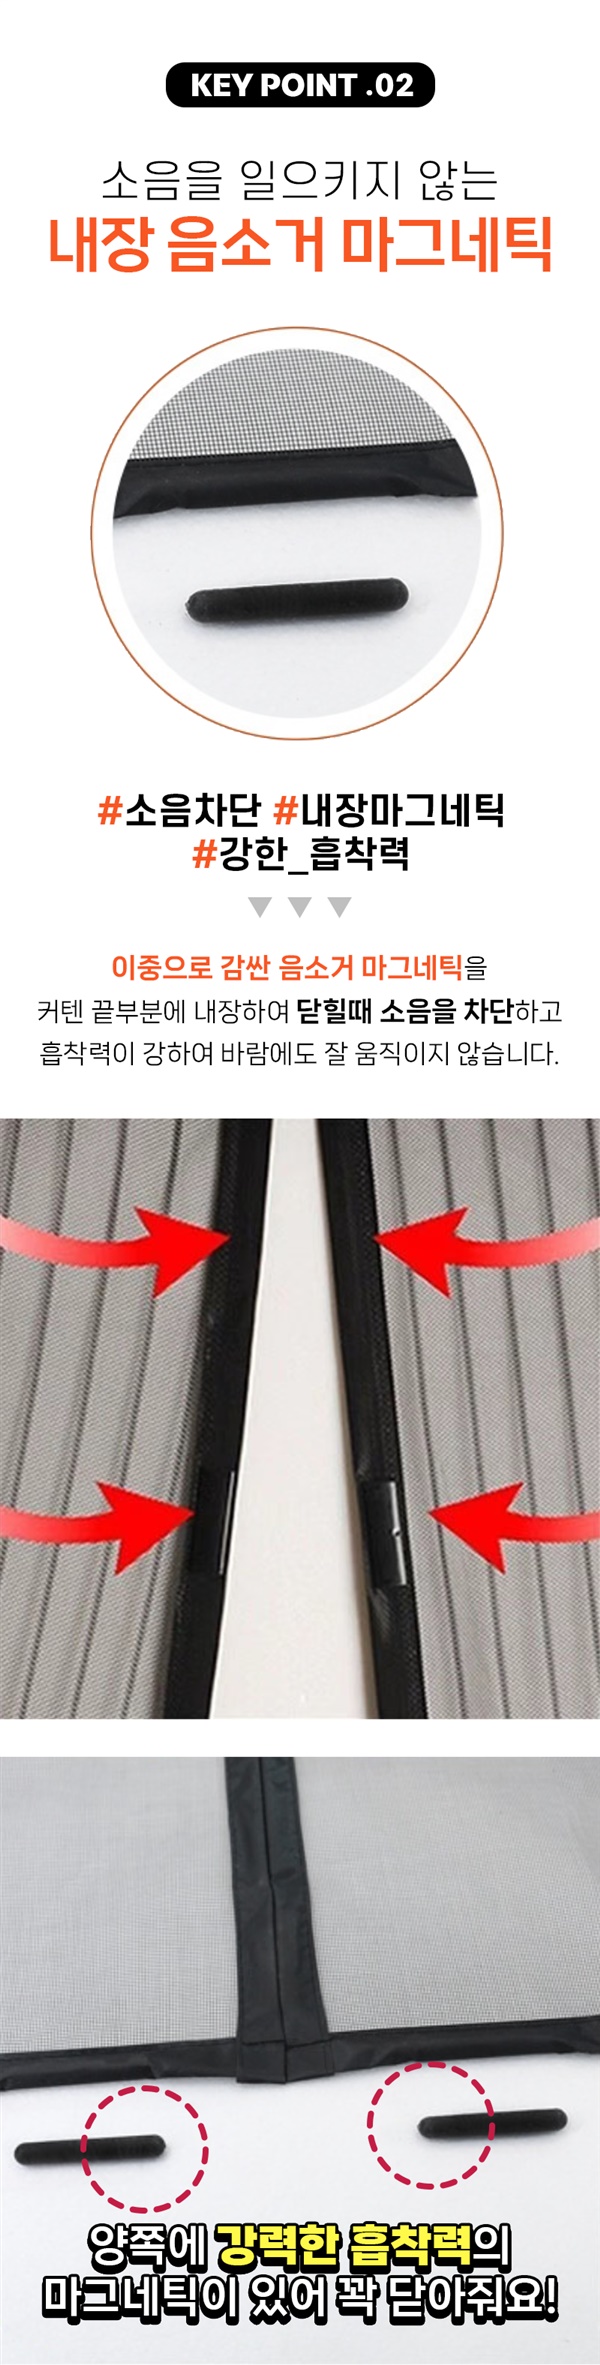 KEY POINT .02
소음을 일으키지 않는
내장 음소거 마그네틱
#소음차단 #내장마그네틱
#강한_흡착력
이중으로 감싼 음소거 마그네틱을
커텐 끝부분에 내장하여 닫힐때 소음을 차단하고
흡착력이 강하여 바람에도 잘 움직이지 않습니다.
양쪽에 강력한 흡착력의
마그네틱이 있어 꽉 닫아줘요!